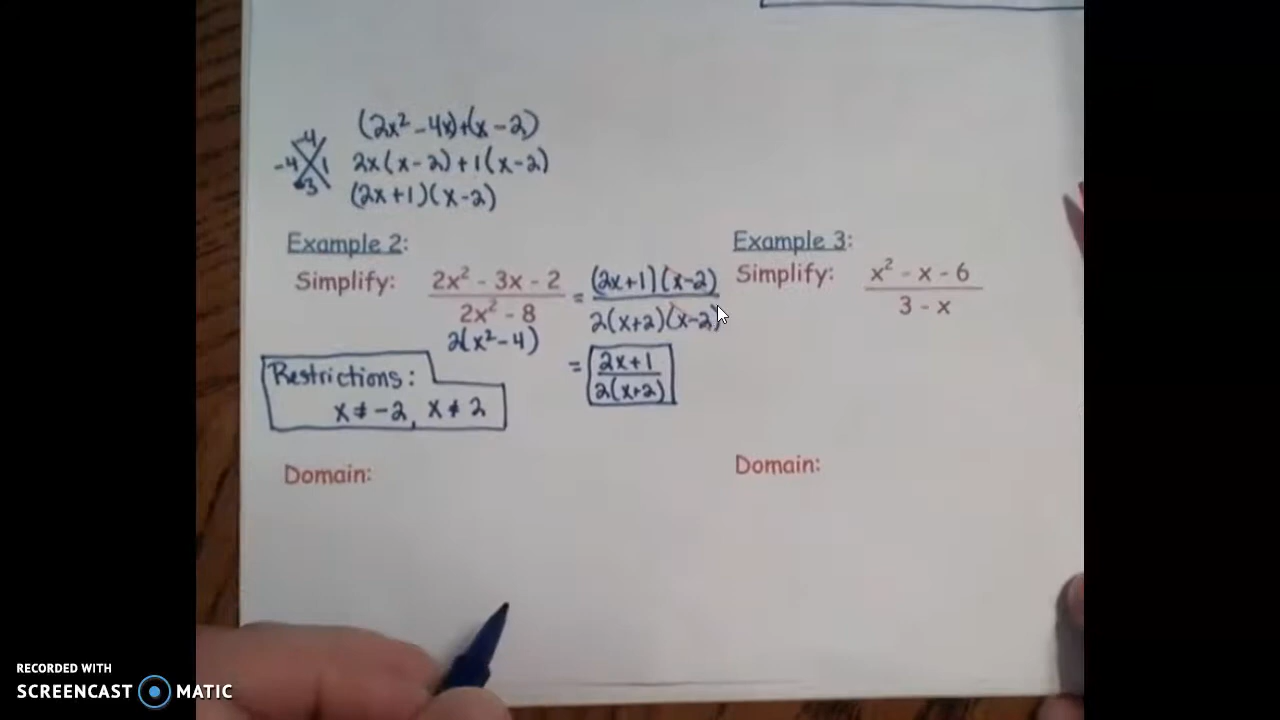 (2x² - 4x)+(x - 2)
-4
-4 1
-3
2x(x - 2) + 1(x - 2)
(2x + 1)(x - 2)
Example 2:
Simplify: 2x² - 3x - 2 / 2x² - 8 = (2x+1)(x-2) / 2(x+2)(x-2)
2(x² - 4)
= 2x+1 / 2(x+2)
Restrictions:
x ≠ -2, x ≠ 2
Domain:
Example 3:
Simplify: x² - x - 6 / 3 - x
Domain:
RECORDED WITH
SCREENCAST MATIC